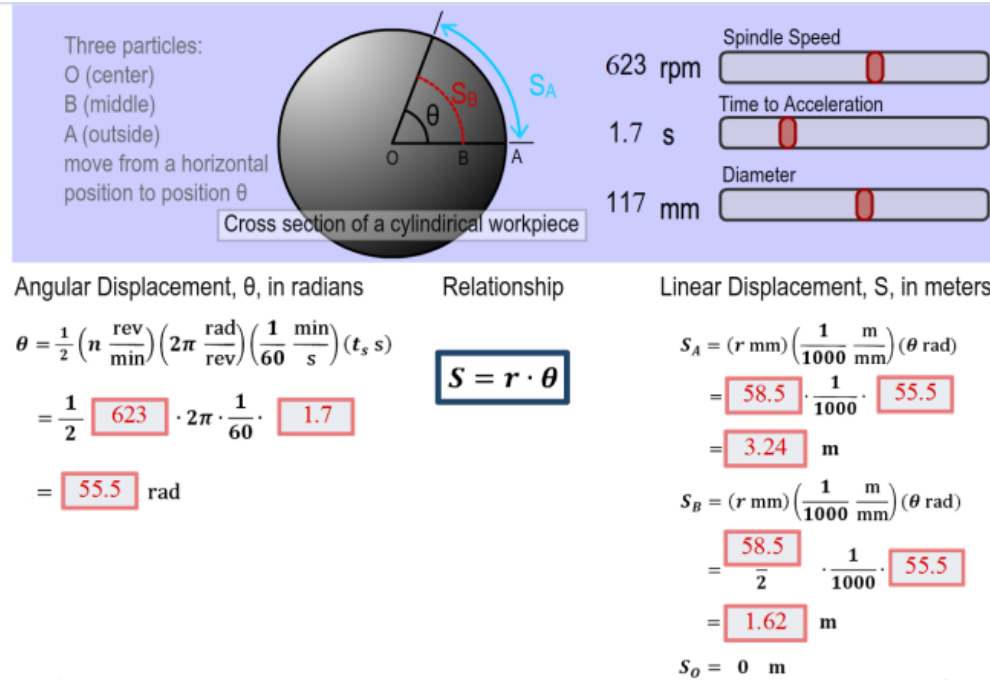 Three particles:
O (center)
B (middle)
A (outside)
move from a horizontal
position to position θ
S_A
S_B
θ
O B A
Cross section of a cylindirical workpiece
Spindle Speed
623 rpm
Time to Acceleration
1.7 s
Diameter
117 mm
Angular Displacement, θ, in radians
θ = 1/2 (n rev/min)(2π rad/rev)(1/60 min/s)(t_s s)
= 1/2 623 · 2π · 1/60 · 1.7
= 55.5 rad
Relationship
S = r · θ
Linear Displacement, S, in meters
S_A = (r mm)(1/1000 m/mm)(θ rad)
= 58.5 · 1/1000 · 55.5
= 3.24 m
S_B = (r mm)(1/1000 m/mm)(θ rad)
= 58.5/2 · 1/1000 · 55.5
= 1.62 m
S_O = 0 m